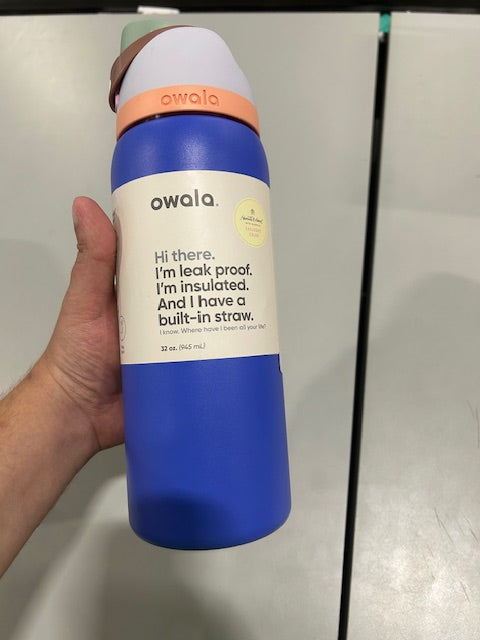 owala
owala.
Hi there.
I'm leak proof.
I'm insulated.
And I have a
built-in straw.
I know. Where have I been all your life?
32 oz. (945 mL)